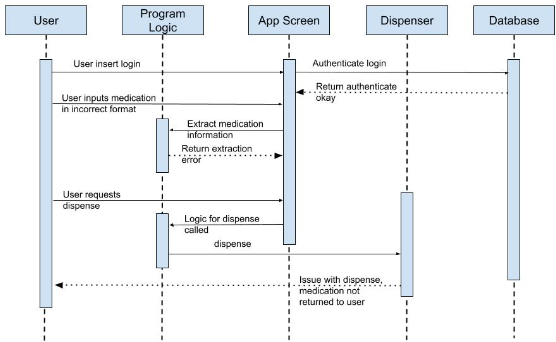 User
Program
Logic
App Screen
Dispenser
Database
User insert login
Authenticate login
Return authenticate
okay
User inputs medication
in incorrect format
Extract medication
information
Return extraction
error
User requests
dispense
Logic for dispense
called
dispense
Issue with dispense,
medication not
returned to user